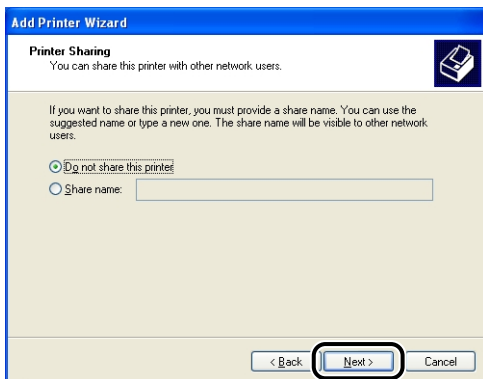 Add Printer Wizard
Printer Sharing
You can share this printer with other network users.
If you want to share this printer, you must provide a share name. You can use the
suggested name or type a new one. The share name will be visible to other network
users.
Do not share this printer
Share name:
< Back Next > Cancel